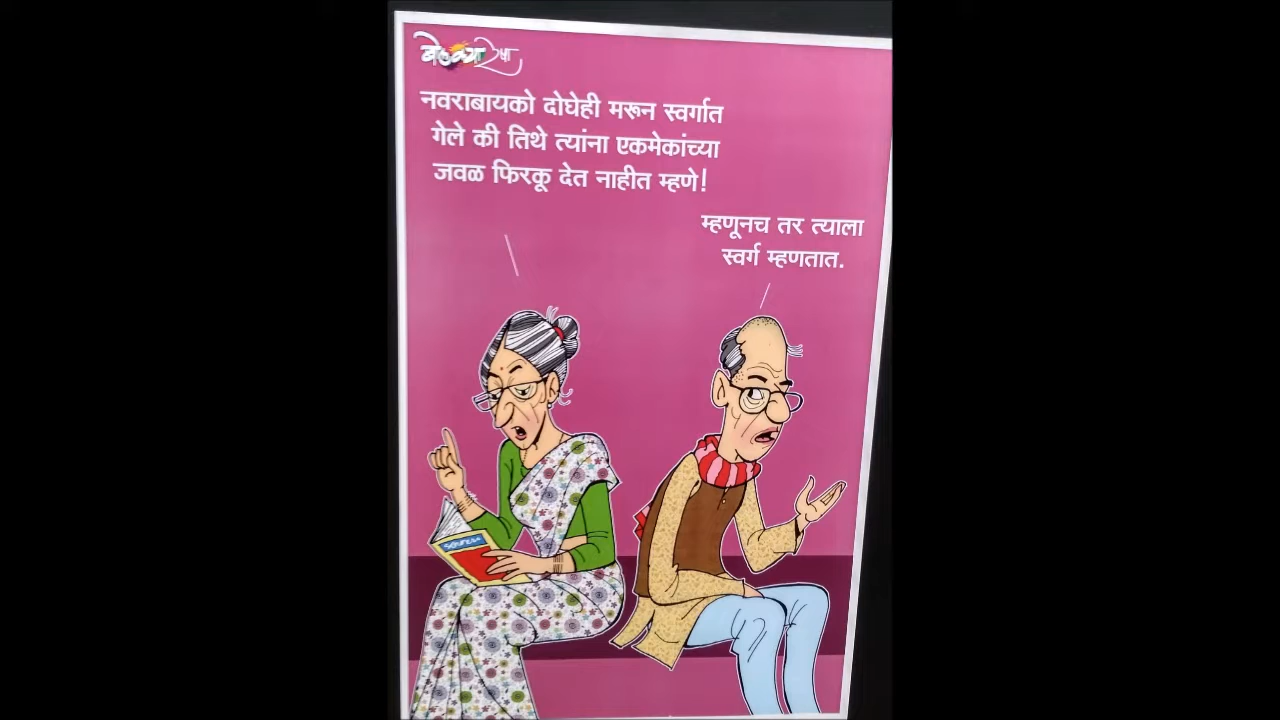 नवराबायको दोघेही मरून स्वर्गात
गेले की तिथे त्यांना एकमेकांच्या
जवळ फिरकू देत नाहीत म्हणे!
म्हणूनच तर त्याला
स्वर्ग म्हणतात.